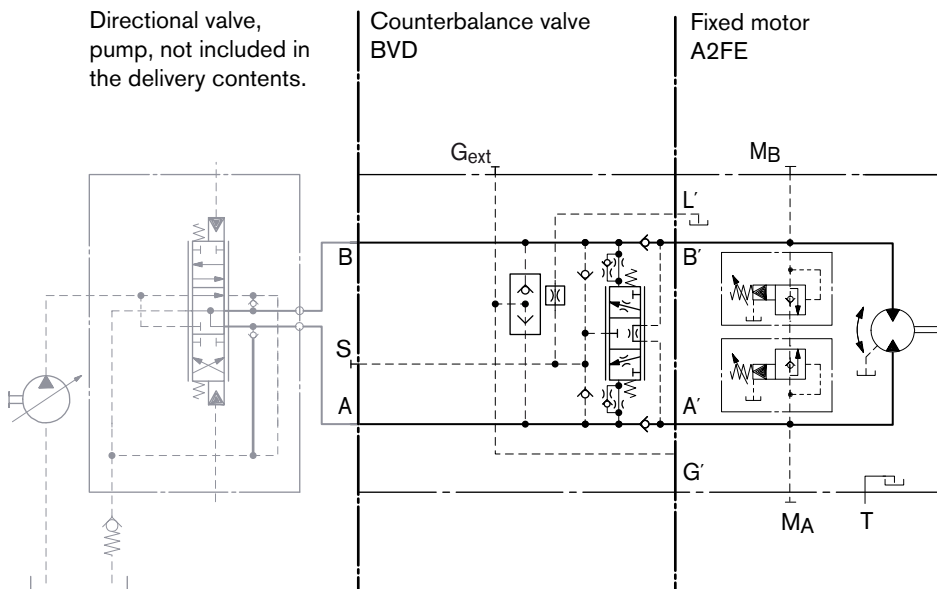 Directional valve,
pump, not included in
the delivery contents.
Counterbalance valve
BVD
Fixed motor
A2FE
Gext
MB
L′
B
B′
S
A
A′
G′
MA
T